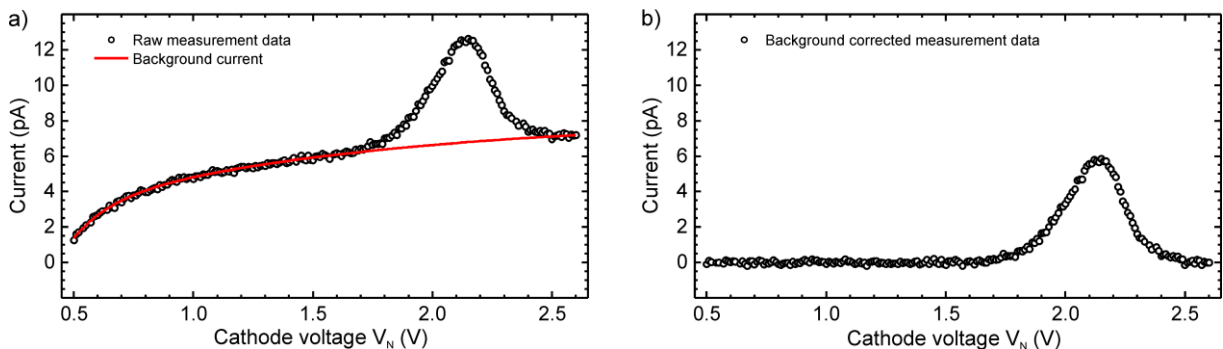 a)
Raw measurement data
Background current
12
10
8
6
4
2
0
Current (pA)
0.5 1.0 1.5 2.0 2.5
Cathode voltage V_N (V)
b)
Background corrected measurement data
12
10
8
6
4
2
0
Current (pA)
0.5 1.0 1.5 2.0 2.5
Cathode voltage V_N (V)